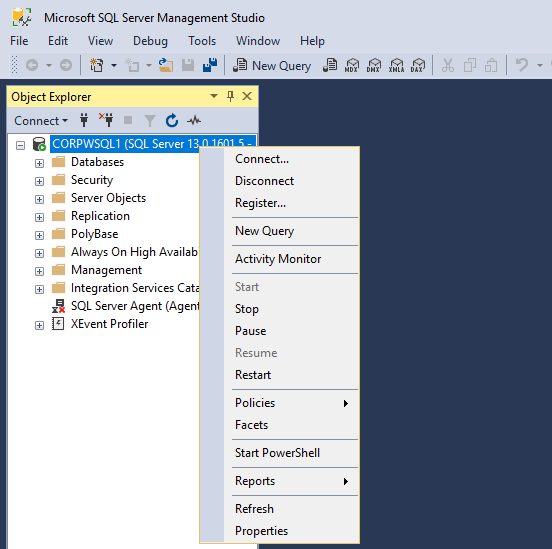 Microsoft SQL Server Management Studio
File Edit View Debug Tools Window Help
New Query MDX DMX XMLA DAX
Object Explorer
Connect
CORPWSQL1 (SQL Server 13.0.1601.5 -
Databases
Security
Server Objects
Replication
PolyBase
Always On High Availab
Management
Integration Services Cata
SQL Server Agent (Agent
XEvent Profiler
Connect...
Disconnect
Register...
New Query
Activity Monitor
Start
Stop
Pause
Resume
Restart
Policies
Facets
Start PowerShell
Reports
Refresh
Properties